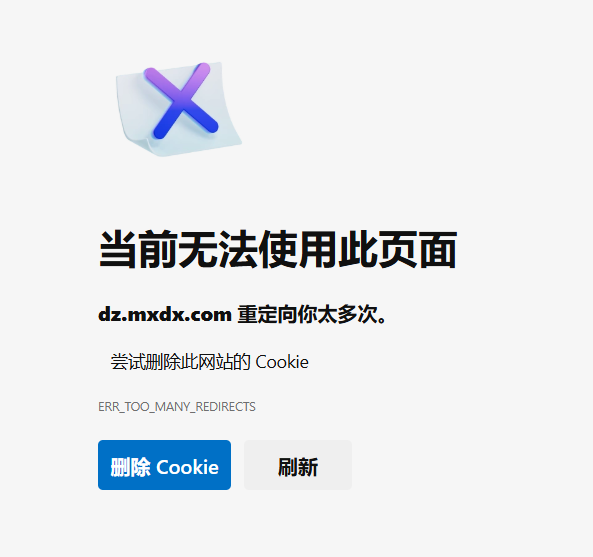 当前无法使用此页面
dz.mxdx.com 重定向你太多次。
尝试删除此网站的 Cookie
ERR_TOO_MANY_REDIRECTS
删除 Cookie
刷新